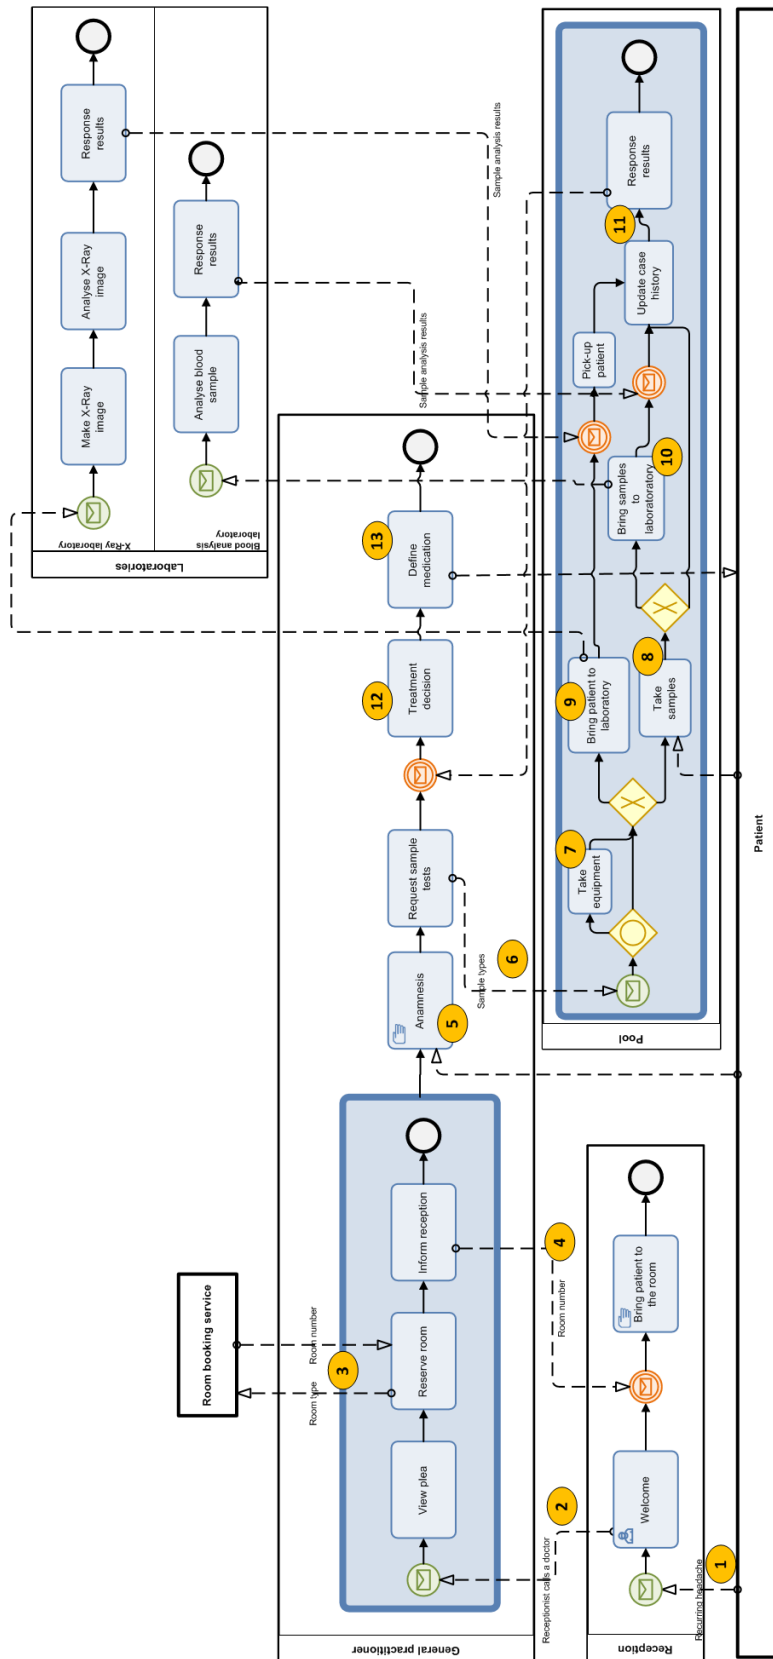 Laboratories
X-Ray laboratory
Make X-Ray
image
Analyse X-Ray
image
Response
results
Blood analysis
laboratory
Analyse blood
sample
Response
results
Sample analysis results
Sample analysis results
Room booking service
Room type
Room number
3
General practitioner
View plea
Reserve room
Inform reception
Anamnesis
5
Request sample
tests
Treatment
decision
12
Define
medication
13
Receptionist calls a doctor
2
Room number
4
Sample types
6
Pool
Take
equipment
7
Bring patient to
laboratory
9
Take
samples
8
Bring samples
to
laboratoratory
10
Pick-up
patient
Update case
history
11
Response
results
Reception
Welcome
Bring patient to
the room
Recurring headache
1
Patient